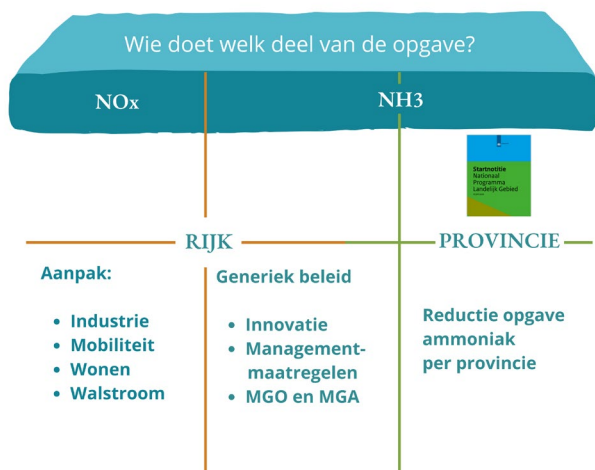 Wie doet welk deel van de opgave?
NOx
NH3
Startnotitie
Nationaal
Programma
Landelijk Gebied
RIJK
PROVINCIE
Aanpak:
• Industrie
• Mobiliteit
• Wonen
• Walstroom
Generiek beleid
• Innovatie
• Management-
maatregelen
• MGO en MGA
Reductie opgave
ammoniak
per provincie